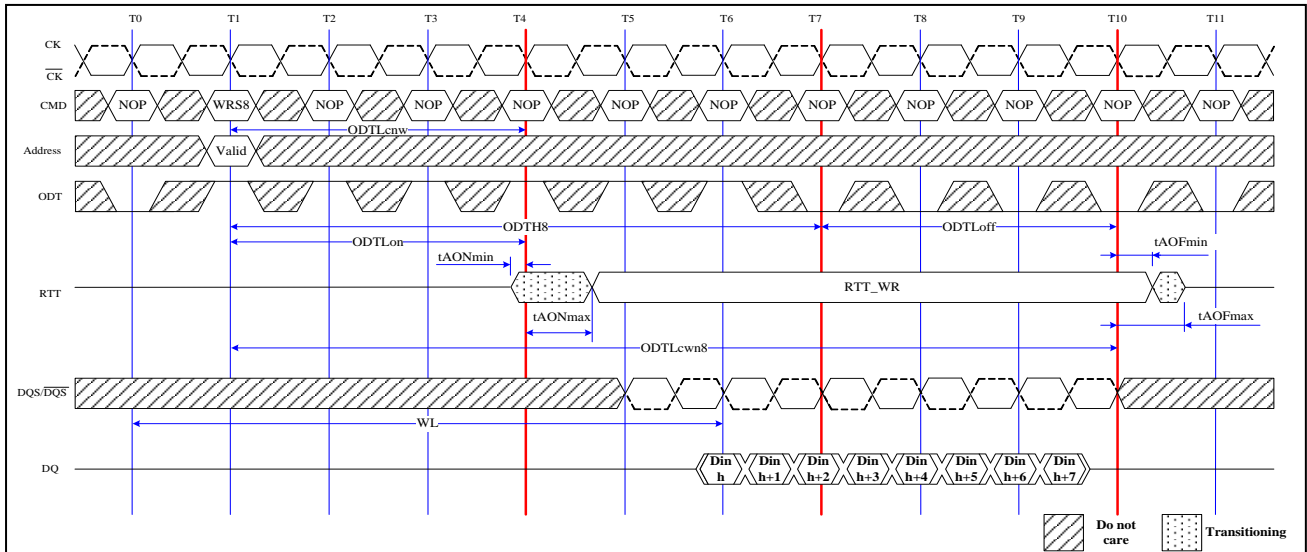 T0 T1 T2 T3 T4 T5 T6 T7 T8 T9 T10 T11
CK
CK
CMD NOP WRS8 NOP NOP NOP NOP NOP NOP NOP NOP NOP NOP
ODTLcnw
Address Valid
ODT
ODTH8 ODTLoff
ODTLon
tAONmin tAOFmin
RTT RTT_WR
tAONmax tAOFmax
ODTLcwn8
DQS/DQS
WL
DQ Din h Din h+1 Din h+2 Din h+3 Din h+4 Din h+5 Din h+6 Din h+7
Do not care Transitioning